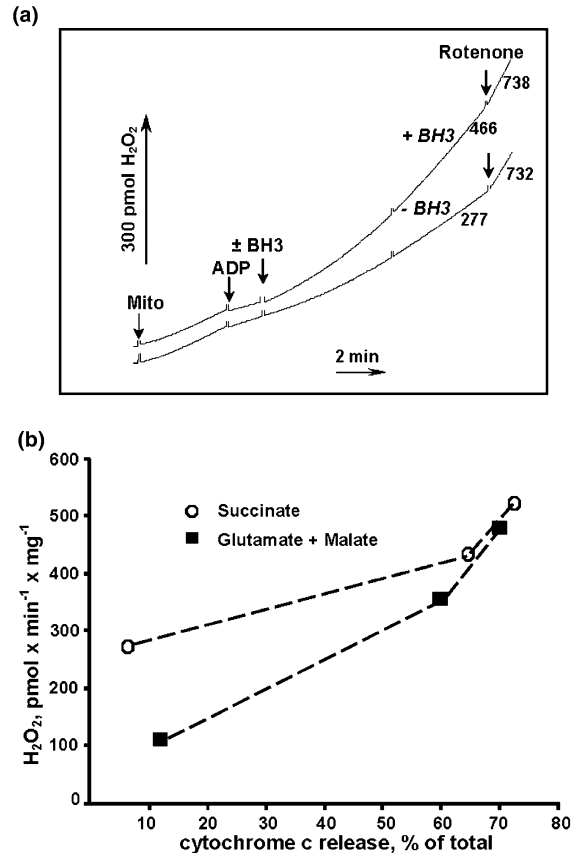 (a)
Rotenone
738
+ BH3
466
732
- BH3
277
300 pmol H₂O₂
± BH3
ADP
Mito
2 min
(b)
600
500
400
300
200
100
0
H₂O₂, pmol x min⁻¹ x mg⁻¹
Succinate
Glutamate + Malate
10 20 30 40 50 60 70 80
cytochrome c release, % of total